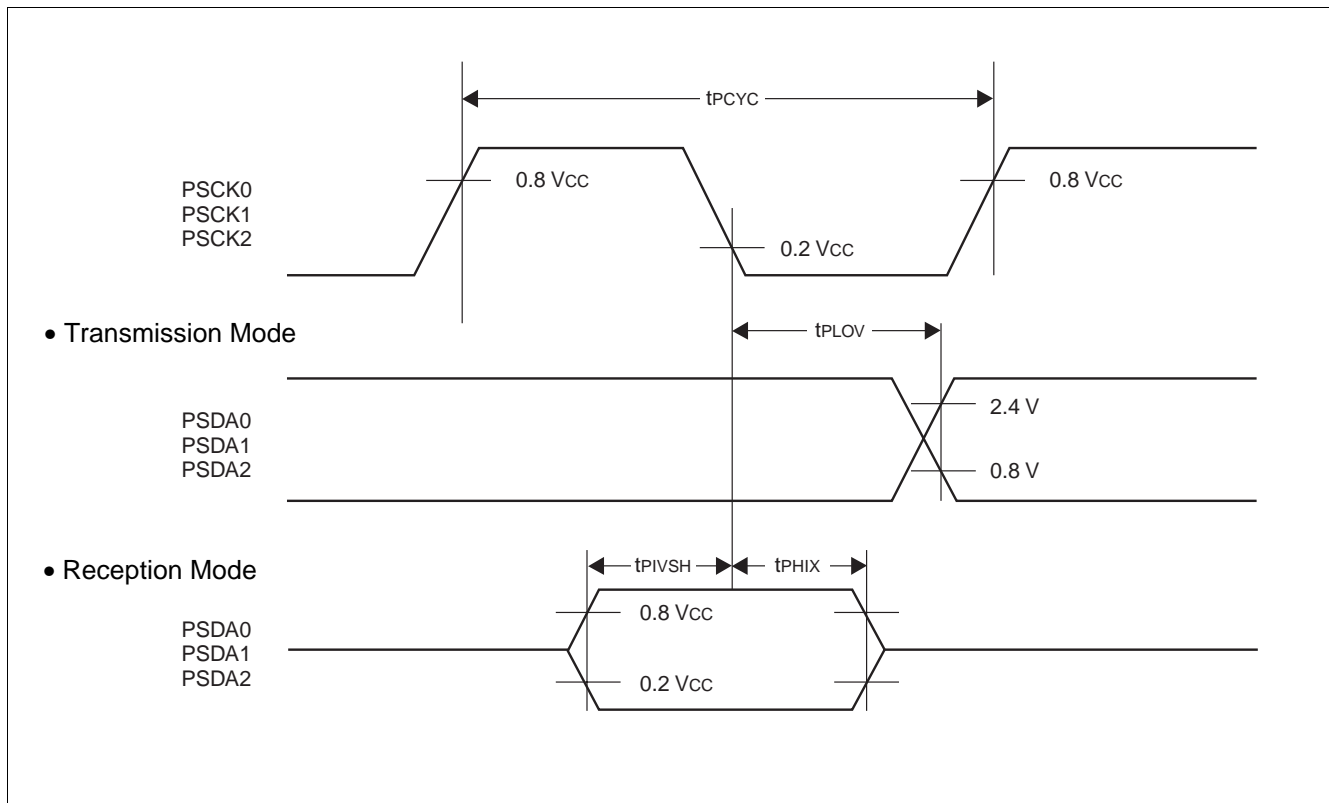 tPCYC
0.8 VCC
0.8 VCC
PSCK0
PSCK1
PSCK2
0.2 VCC
• Transmission Mode
tPLOV
2.4 V
PSDA0
PSDA1
PSDA2
0.8 V
• Reception Mode
tPIVSH
tPHIX
0.8 VCC
PSDA0
PSDA1
PSDA2
0.2 VCC